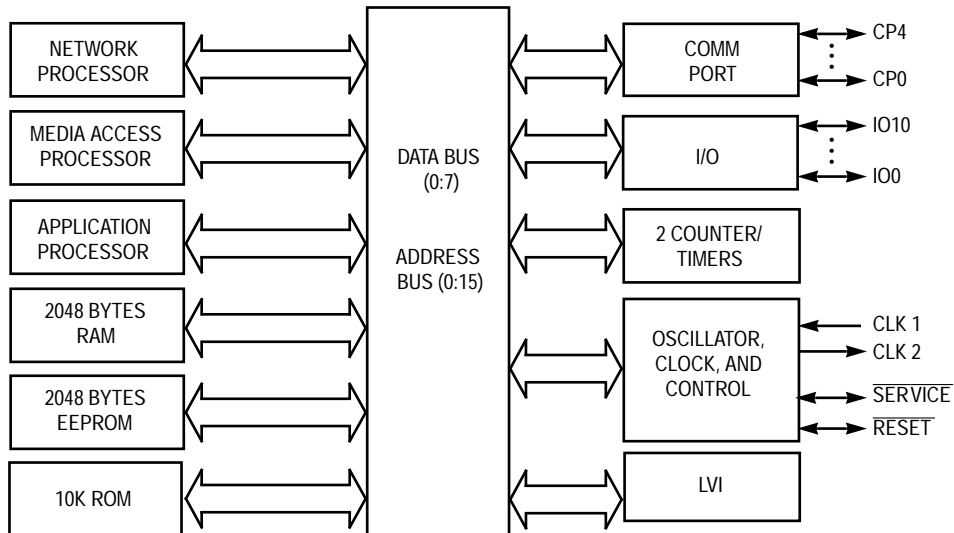 NETWORK
PROCESSOR
MEDIA ACCESS
PROCESSOR
APPLICATION
PROCESSOR
2048 BYTES
RAM
2048 BYTES
EEPROM
10K ROM
DATA BUS
(0:7)
ADDRESS
BUS (0:15)
COMM
PORT
CP4
CP0
I/O
IO10
IO0
2 COUNTER/
TIMERS
OSCILLATOR,
CLOCK, AND
CONTROL
CLK 1
CLK 2
SERVICE
RESET
LVI